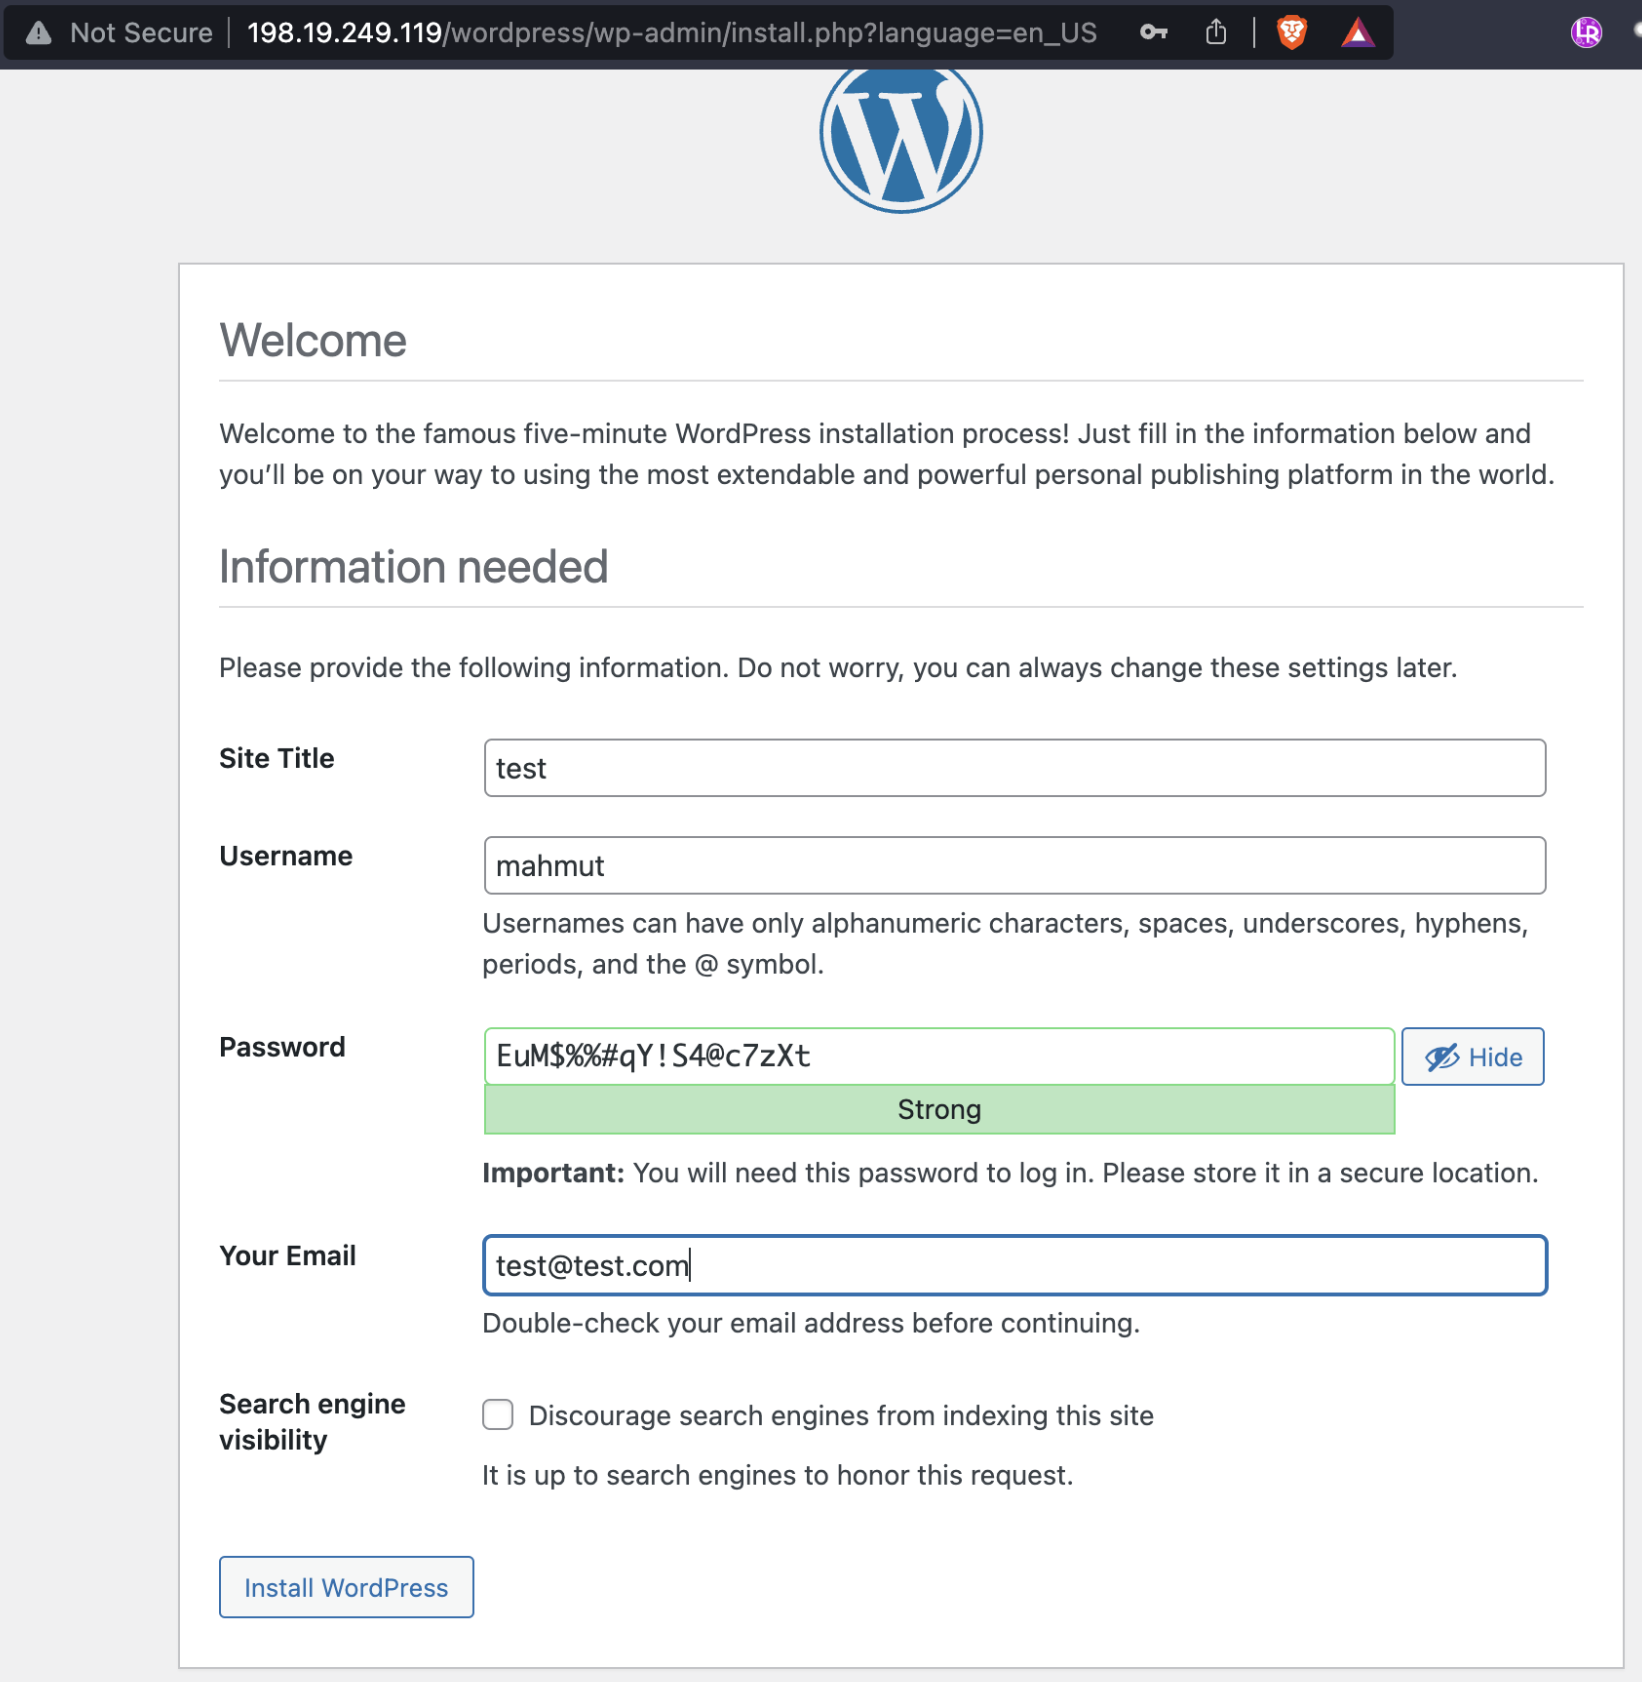 Not Secure 198.19.249.119/wordpress/wp-admin/install.php?language=en_US
Welcome
Welcome to the famous five-minute WordPress installation process! Just fill in the information below and
you’ll be on your way to using the most extendable and powerful personal publishing platform in the world.
Information needed
Please provide the following information. Do not worry, you can always change these settings later.
Site Title
test
Username
mahmut
Usernames can have only alphanumeric characters, spaces, underscores, hyphens,
periods, and the @ symbol.
Password
EuM$%%#qY!S4@c7zXt
Hide
Strong
Important: You will need this password to log in. Please store it in a secure location.
Your Email
test@test.com
Double-check your email address before continuing.
Search engine
visibility
Discourage search engines from indexing this site
It is up to search engines to honor this request.
Install WordPress